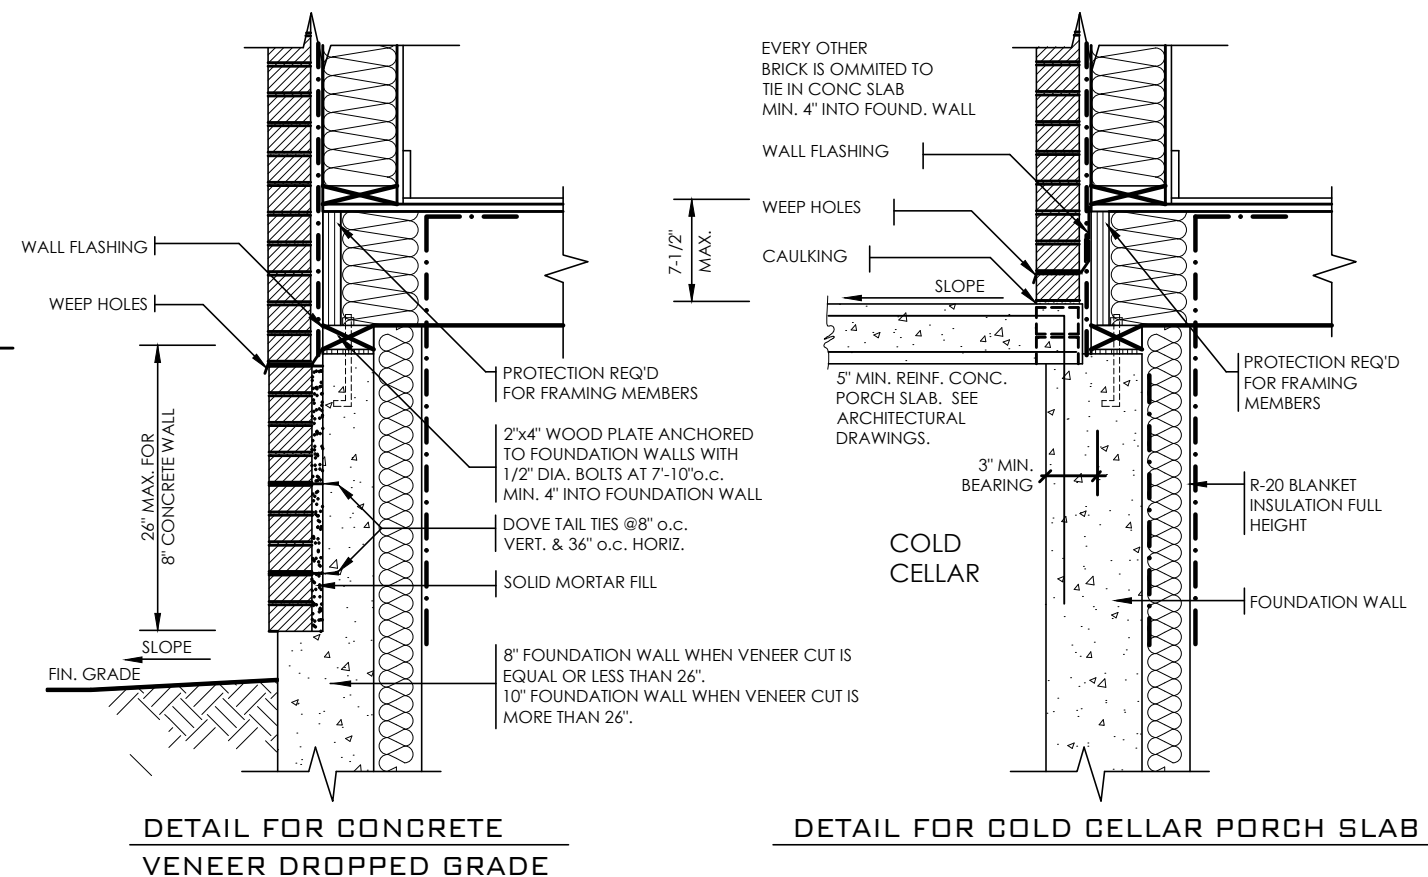 WALL FLASHING
WEEP HOLES
26" MAX. FOR
8" CONCRETE WALL
SLOPE
FIN. GRADE
PROTECTION REQ'D
FOR FRAMING MEMBERS
2"x4" WOOD PLATE ANCHORED
TO FOUNDATION WALLS WITH
1/2" DIA. BOLTS AT 7'-10"o.c.
MIN. 4" INTO FOUNDATION WALL
DOVE TAIL TIES @8" o.c.
VERT. & 36" o.c. HORIZ.
SOLID MORTAR FILL
8" FOUNDATION WALL WHEN VENEER CUT IS
EQUAL OR LESS THAN 26".
10" FOUNDATION WALL WHEN VENEER CUT IS
MORE THAN 26".
DETAIL FOR CONCRETE
VENEER DROPPED GRADE
EVERY OTHER
BRICK IS OMMITED TO
TIE IN CONC SLAB
MIN. 4" INTO FOUND. WALL
WALL FLASHING
WEEP HOLES
CAULKING
7-1/2"
MAX.
SLOPE
5" MIN. REINF. CONC.
PORCH SLAB.  SEE
ARCHITECTURAL
DRAWINGS.
3" MIN.
BEARING
COLD
CELLAR
PROTECTION REQ'D
FOR FRAMING
MEMBERS
R-20 BLANKET
INSULATION FULL
HEIGHT
FOUNDATION WALL
DETAIL FOR COLD CELLAR PORCH SLAB